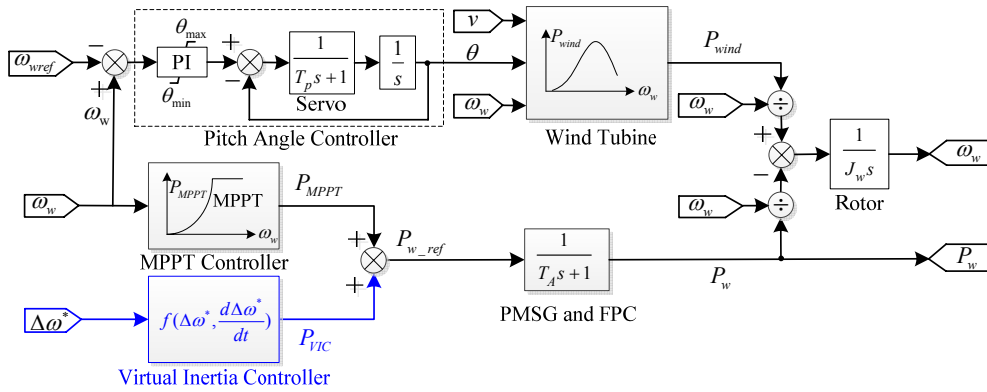 ω_wref
−
+
ω_w
θ_max
PI
θ_min
+
−
1
T_p s + 1
Servo
1
s
Pitch Angle Controller
v
θ
ω_w
P_wind
ω_w
Wind Tubine
P_wind
ω_w
÷
+
−
ω_w
÷
1
J_w s
Rotor
ω_w
ω_w
P_MPPT
MPPT
ω_w
MPPT Controller
P_MPPT
+
+
P_w_ref
1
T_A s + 1
PMSG and FPC
P_w
P_w
Δω*
f(Δω*, dΔω*/dt)
P_VIC
Virtual Inertia Controller